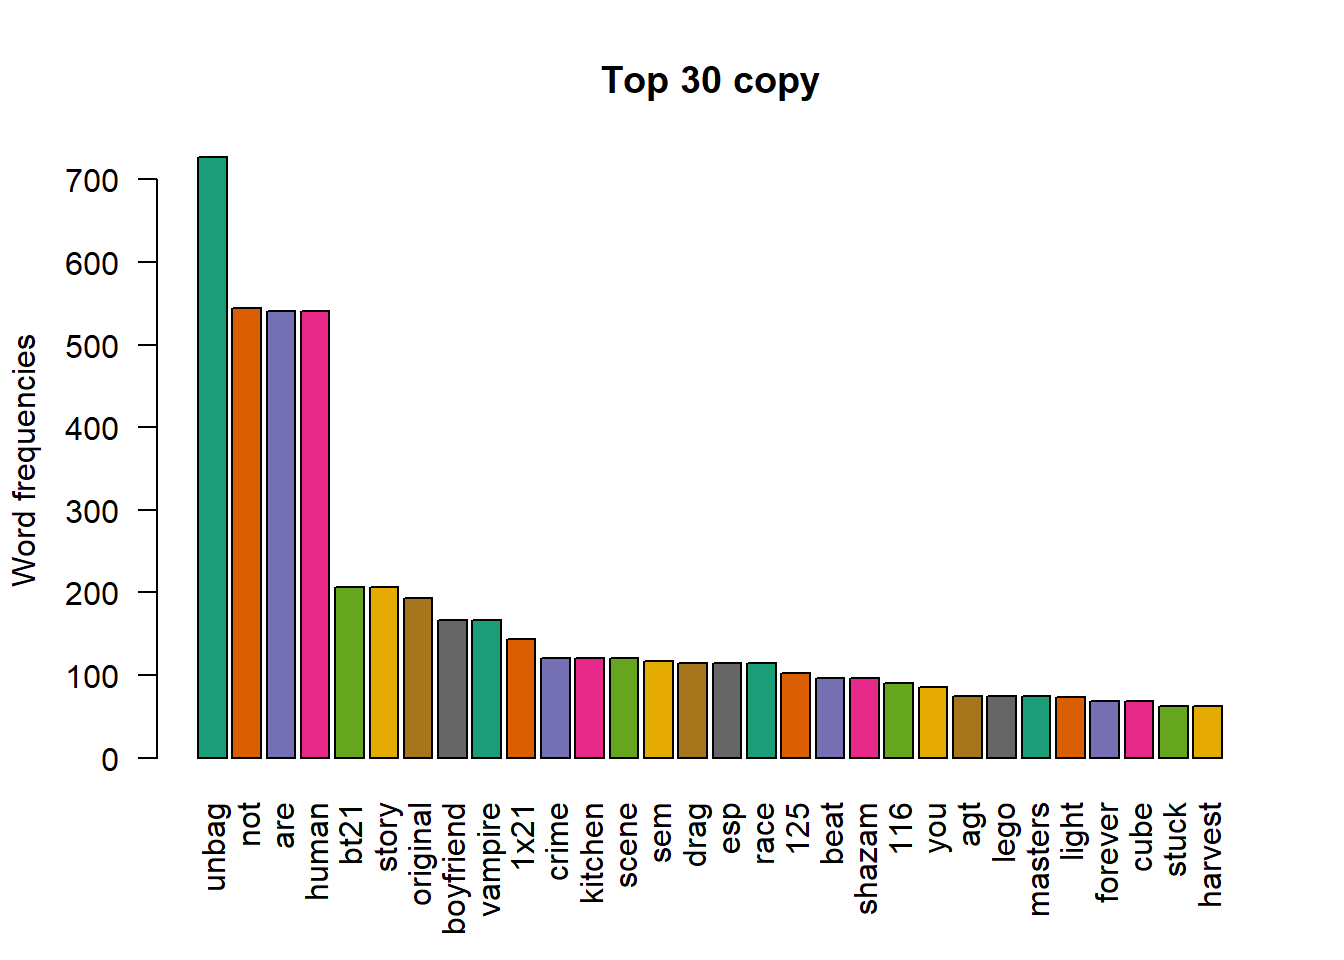 Top 30 copy
Word frequencies
700
600
500
400
300
200
100
0
unbag
not
are
human
bt21
story
original
boyfriend
vampire
1x21
crime
kitchen
scene
sem
drag
esp
race
125
beat
shazam
116
you
agt
lego
masters
light
forever
cube
stuck
harvest